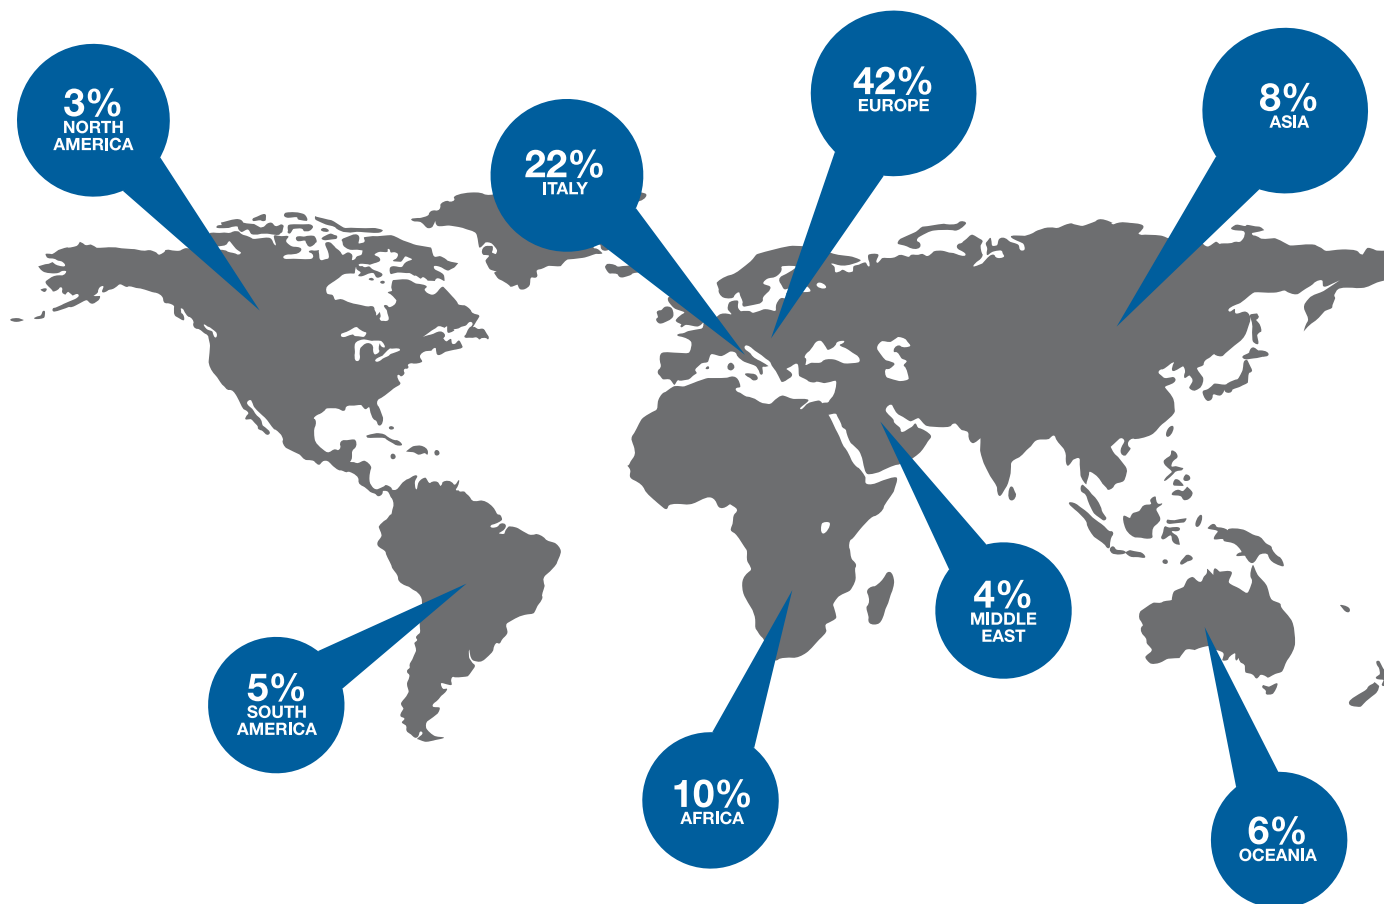 3%
NORTH
AMERICA
22%
ITALY
42%
EUROPE
8%
ASIA
4%
MIDDLE
EAST
5%
SOUTH
AMERICA
10%
AFRICA
6%
OCEANIA